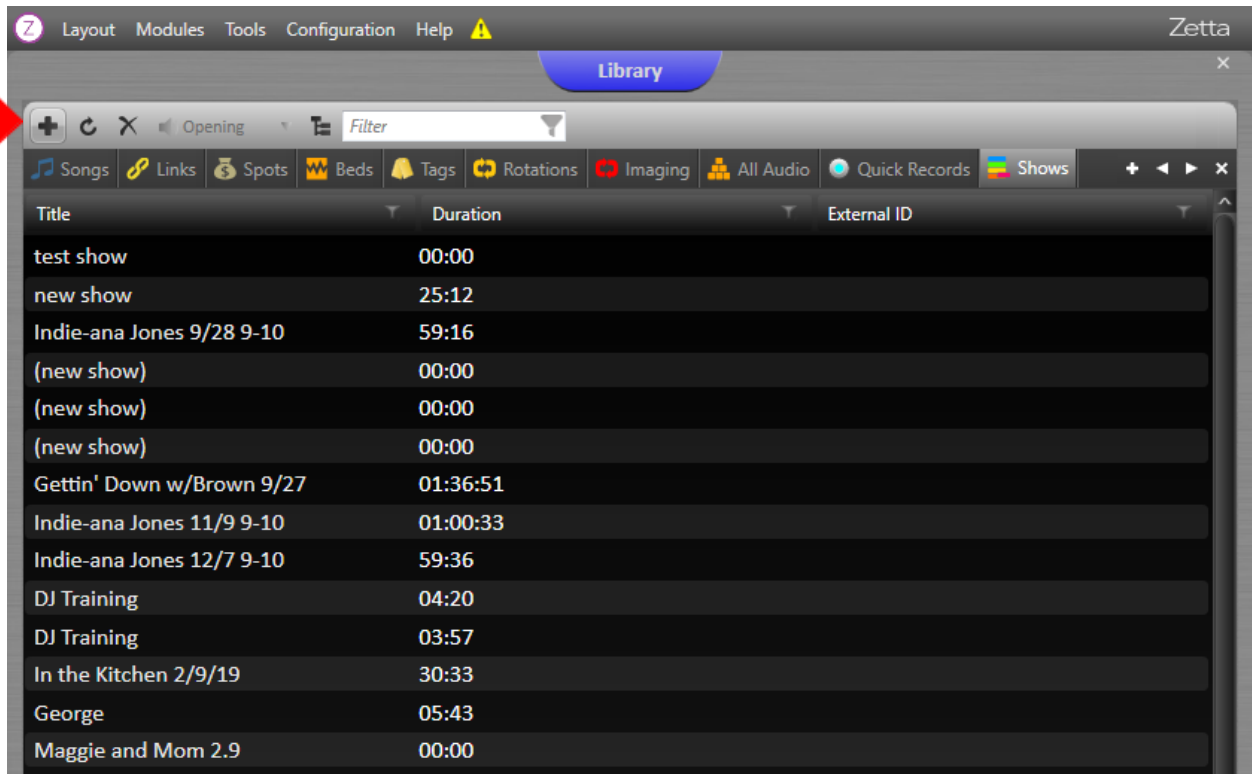 Z Layout Modules Tools Configuration Help Zetta
Library
Opening Filter
Songs Links Spots Beds Tags Rotations Imaging All Audio Quick Records Shows
Title Duration External ID
test show 00:00
new show 25:12
Indie-ana Jones 9/28 9-10 59:16
(new show) 00:00
(new show) 00:00
(new show) 00:00
Gettin' Down w/Brown 9/27 01:36:51
Indie-ana Jones 11/9 9-10 01:00:33
Indie-ana Jones 12/7 9-10 59:36
DJ Training 04:20
DJ Training 03:57
In the Kitchen 2/9/19 30:33
George 05:43
Maggie and Mom 2.9 00:00